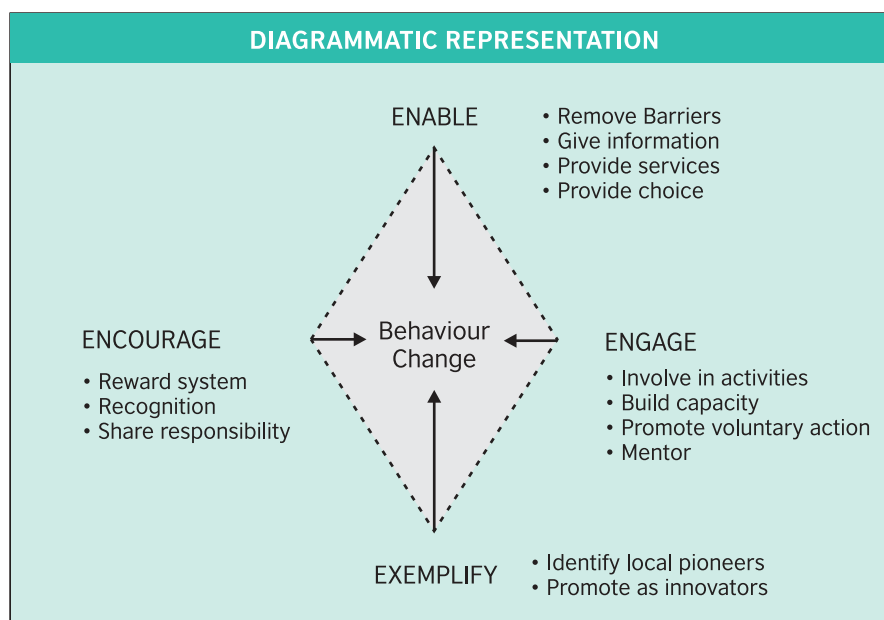 DIAGRAMMATIC REPRESENTATION
ENABLE
• Remove Barriers
• Give information
• Provide services
• Provide choice
ENCOURAGE
• Reward system
• Recognition
• Share responsibility
Behaviour
Change
ENGAGE
• Involve in activities
• Build capacity
• Promote voluntary action
• Mentor
EXEMPLIFY
• Identify local pioneers
• Promote as innovators